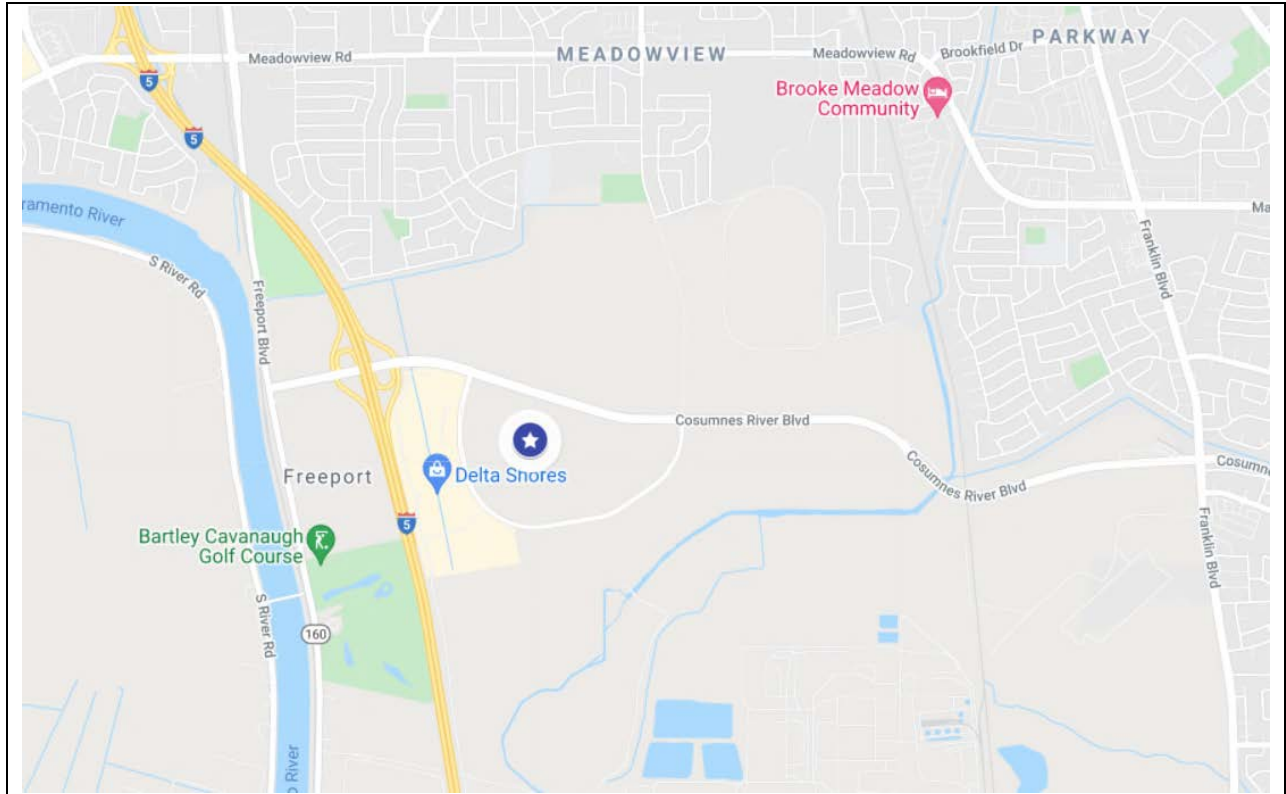 MEADOWVIEW
PARKWAY
Meadowview Rd
Meadowview Rd
Brookfield Dr
5
Brooke Meadow
Community
5
ramento River
S River Rd
Freeport Blvd
Franklin Blvd
Ma
Cosumnes River Blvd
Freeport
Delta Shores
Cosumnes River Blvd
Cosumne
5
Bartley Cavanaugh
Golf Course
Franklin Blvd
S River Rd
160
o River